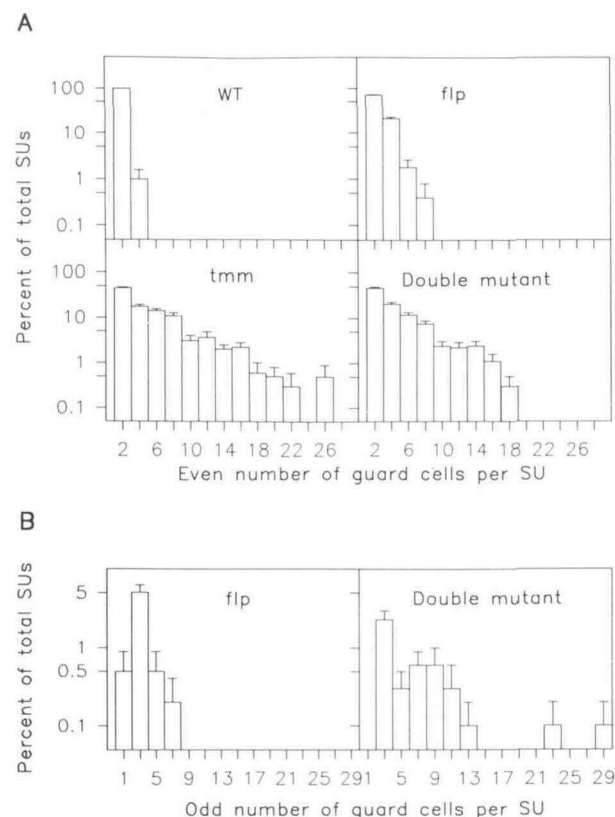 A
Percent of total SUs
100
10
1
0.1
WT
flp
100
10
1
0.1
tmm
Double mutant
2 6 10 14 18 22 26 2 6 10 14 18 22 26
Even number of guard cells per SU
B
Percent of total SUs
5
1
0.5
0.1
flp
Double mutant
1 5 9 13 17 21 25 29 1 5 9 13 17 21 25 29
Odd number of guard cells per SU